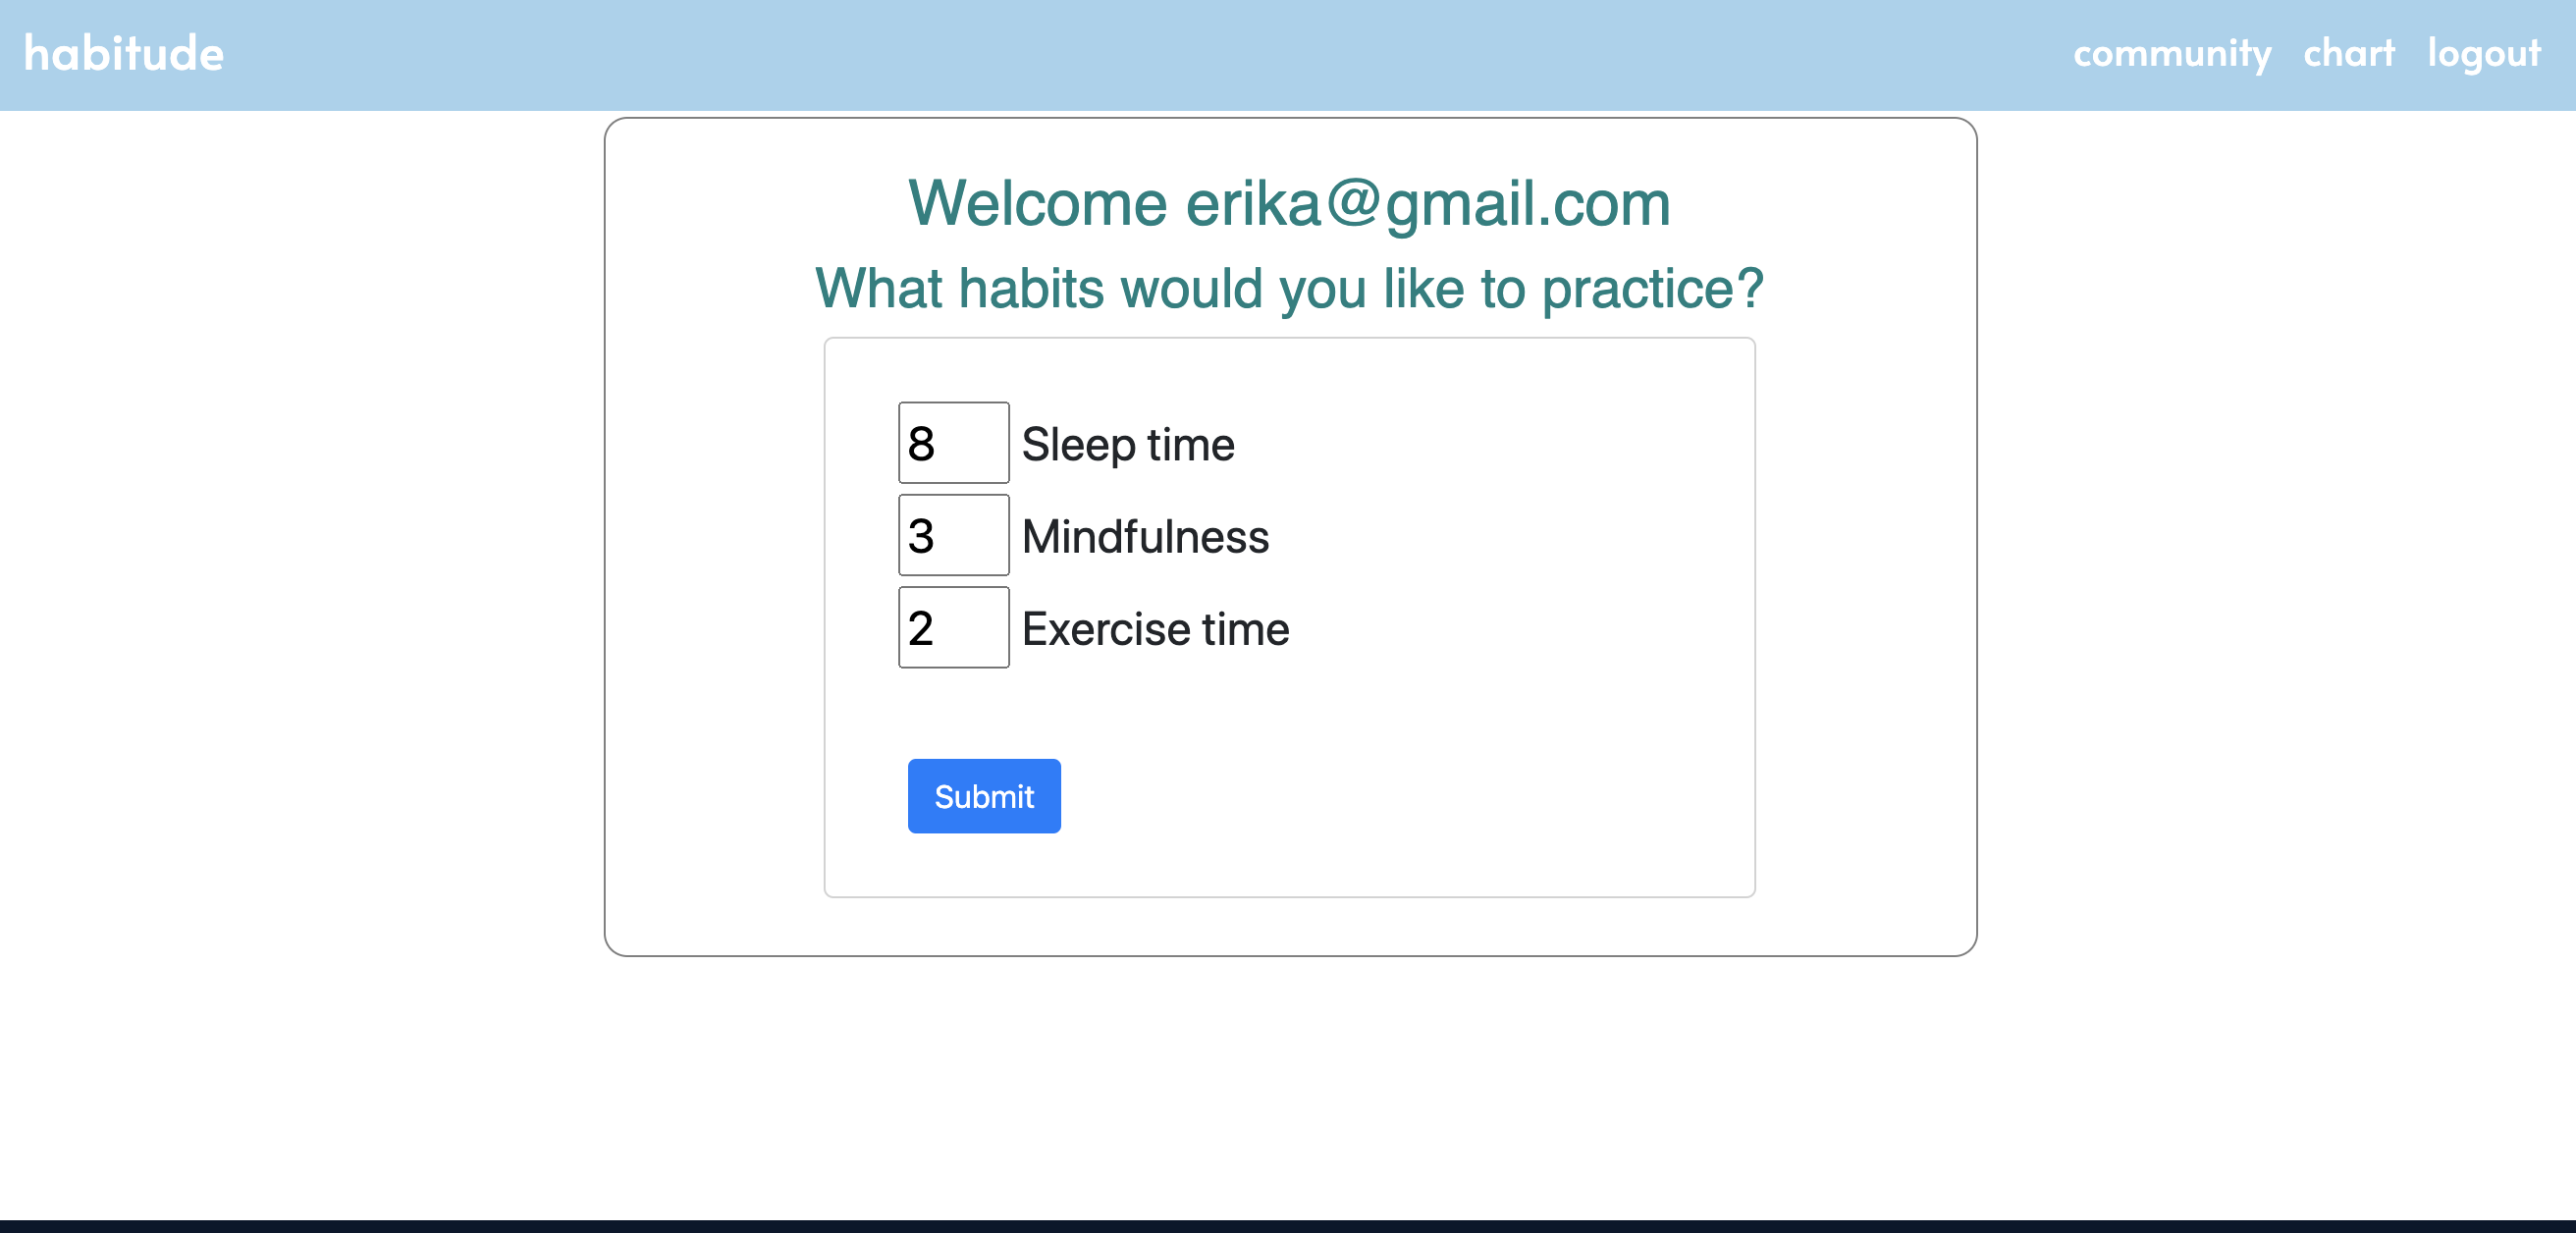 habitude community chart logout
Welcome erika@gmail.com
What habits would you like to practice?
8 Sleep time
3 Mindfulness
2 Exercise time
Submit